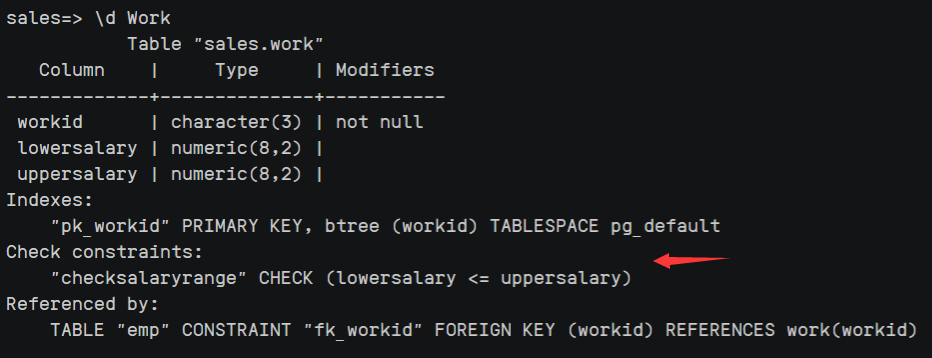 sales=> \d Work
           Table "sales.work"
   Column    |     Type     | Modifiers
-------------+--------------+-----------
 workid      | character(3) | not null
 lowersalary | numeric(8,2) |
 uppersalary | numeric(8,2) |
Indexes:
    "pk_workid" PRIMARY KEY, btree (workid) TABLESPACE pg_default
Check constraints:
    "checksalaryrange" CHECK (lowersalary <= uppersalary)
Referenced by:
    TABLE "emp" CONSTRAINT "fk_workid" FOREIGN KEY (workid) REFERENCES work(workid)